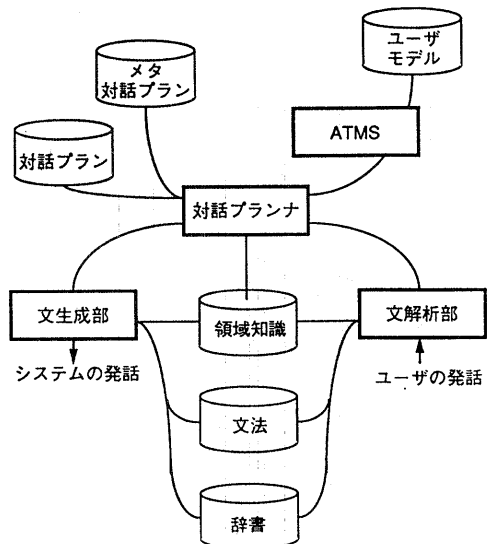 ユーザ
モデル
メタ
対話プラン
ATMS
対話プラン
対話プランナ
文生成部
領域知識
文解析部
システムの発話
ユーザの発話
文法
辞書